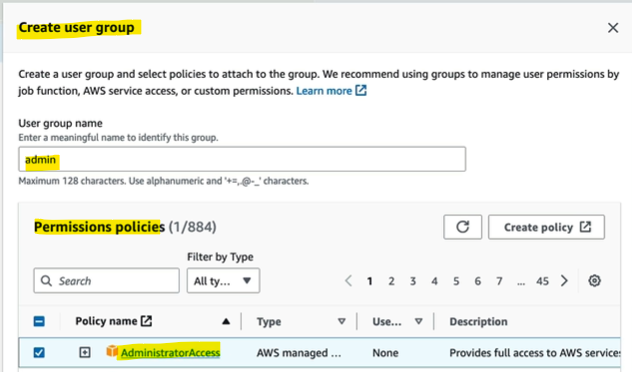 Create user group
Create a user group and select policies to attach to the group. We recommend using groups to manage user permissions by
job function, AWS service access, or custom permissions. Learn more
User group name
Enter a meaningful name to identify this group.
admin
Maximum 128 characters. Use alphanumeric and '+=,.@-_' characters.
Permissions policies (1/884)
Create policy
Filter by Type
Search
All ty...
1 2 3 4 5 6 7 ... 45
Policy name Type Use... Description
AdministratorAccess AWS managed ... None Provides full access to AWS services